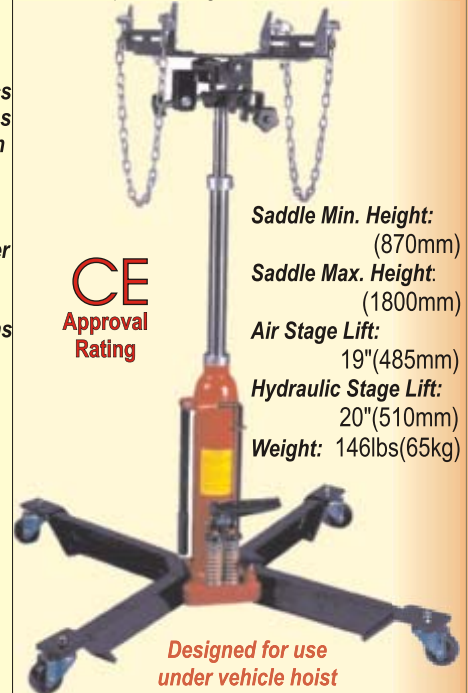 Saddle Min. Height:
(870mm)
Saddle Max. Height:
(1800mm)
Air Stage Lift:
19"(485mm)
Hydraulic Stage Lift:
20"(510mm)
Weight: 146lbs(65kg)
CE
Approval
Rating
Designed for use
under vehicle hoist